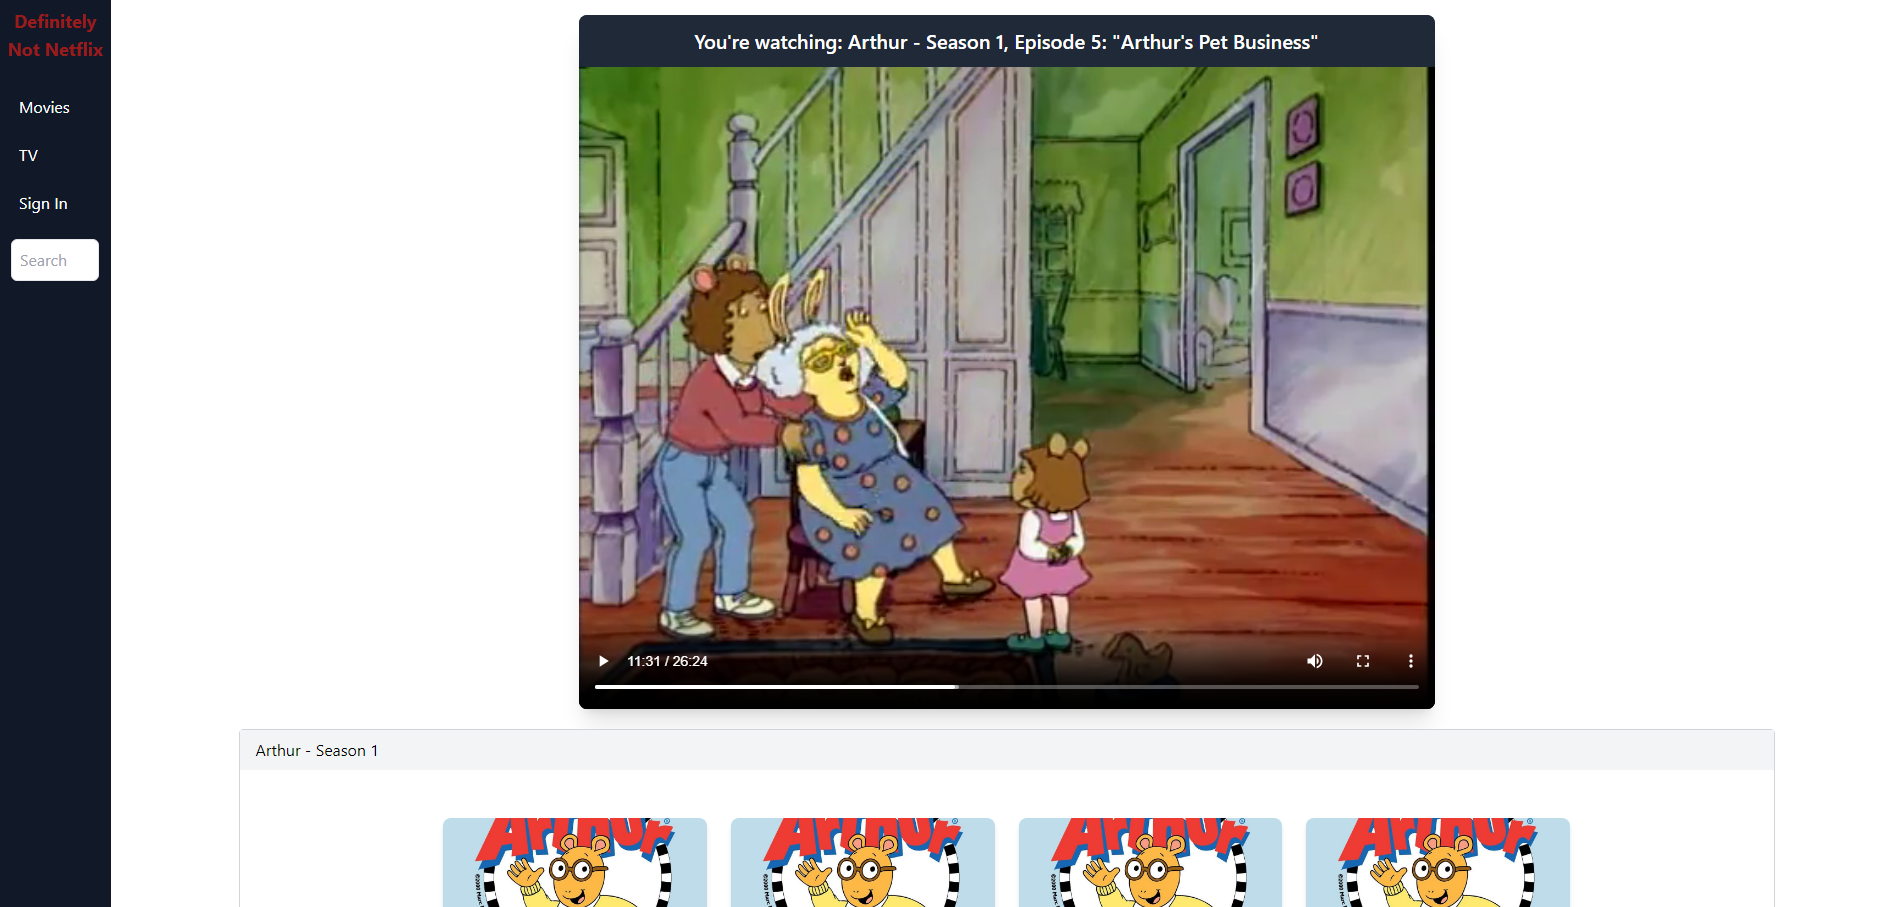 Definitely
Not Netflix
Movies
TV
Sign In
Search
You're watching: Arthur - Season 1, Episode 5: "Arthur's Pet Business"
11:31 / 26:24
Arthur - Season 1
Arthur®
Arthur®
Arthur®
Arthur®